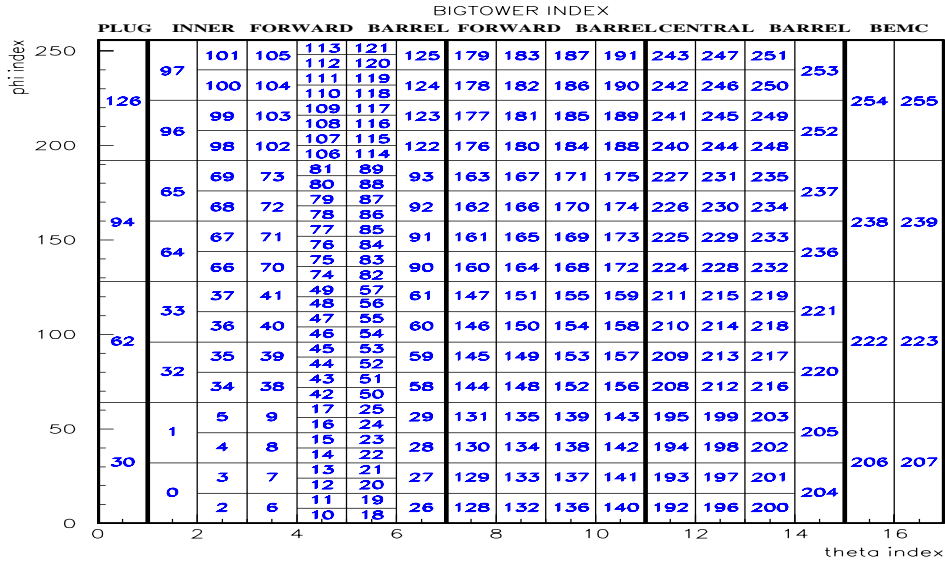 BIGTOWER INDEX
PLUG INNER FORWARD BARREL FORWARD BARREL CENTRAL BARREL BEMC
phi index
250 101 105 113 121 125 179 183 187 191 243 247 251
97 112 120 253
100 104 111 119 124 178 182 186 190 242 246 250
126 110 118 254 255
200 99 103 109 117 123 177 181 185 189 241 245 249
96 108 116 252
98 102 107 115 122 176 180 184 188 240 244 248
106 114
69 73 81 89 93 163 167 171 175 227 231 235
65 80 88 237
68 72 79 87 92 162 166 170 174 226 230 234
94 78 86 238 239
150 67 71 77 85 91 161 165 169 173 225 229 233
64 76 84 236
66 70 75 83 90 160 164 168 172 224 228 232
74 82
37 41 49 57 61 147 151 155 159 211 215 219
33 48 56 221
36 40 47 55 60 146 150 154 158 210 214 218
100 62 46 54 222 223
35 39 45 53 59 145 149 153 157 209 213 217
32 44 52 220
34 38 43 51 58 144 148 152 156 208 212 216
42 50
5 9 17 25 29 131 135 139 143 195 199 203
50 1 16 24 205
4 8 15 23 28 130 134 138 142 194 198 202
30 14 22 206 207
3 7 13 21 27 129 133 137 141 193 197 201
0 12 20 204
2 6 11 19 26 128 132 136 140 192 196 200
10 18
0
0 2 4 6 8 10 12 14 16
theta index